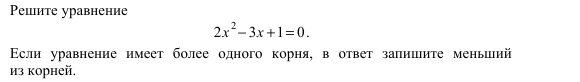 Решите уравнение
2x² − 3x + 1 = 0.
Если уравнение имеет более одного корня, в ответ запишите меньший
из корней.